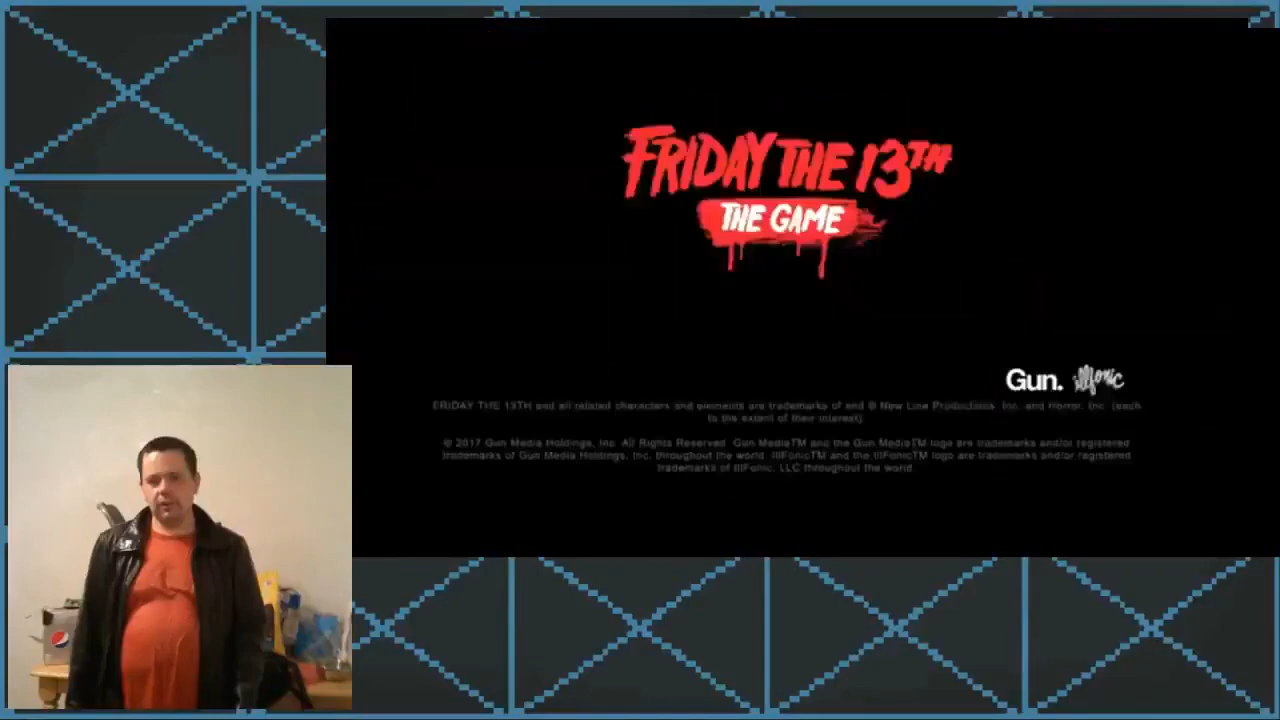 FRIDAY THE 13TH
THE GAME
Gun. illfonic
FRIDAY THE 13TH and all related characters and elements are trademarks of and © New Line Productions, Inc. and Horror, Inc. (each
to the extent of their interest).
© 2017 Gun Media Holdings, Inc. All Rights Reserved. Gun Media™ and the Gun Media™ logo are trademarks and/or registered
trademarks of Gun Media Holdings, Inc. throughout the world. IllFonic™ and the IllFonic™ logo are trademarks and/or registered
trademarks of IllFonic, LLC throughout the world.